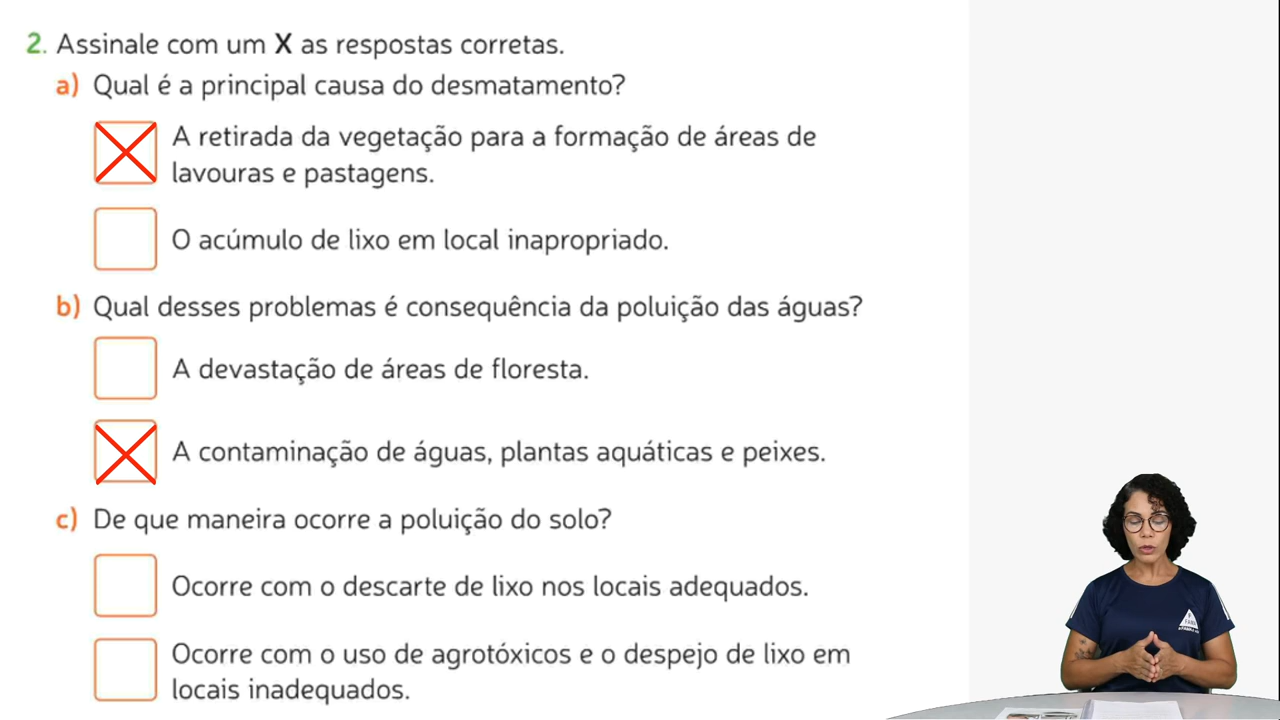 2. Assinale com um X as respostas corretas.
a) Qual é a principal causa do desmatamento?
A retirada da vegetação para a formação de áreas de
lavouras e pastagens.
O acúmulo de lixo em local inapropriado.
b) Qual desses problemas é consequência da poluição das águas?
A devastação de áreas de floresta.
A contaminação de águas, plantas aquáticas e peixes.
c) De que maneira ocorre a poluição do solo?
Ocorre com o descarte de lixo nos locais adequados.
Ocorre com o uso de agrotóxicos e o despejo de lixo em
locais inadequados.